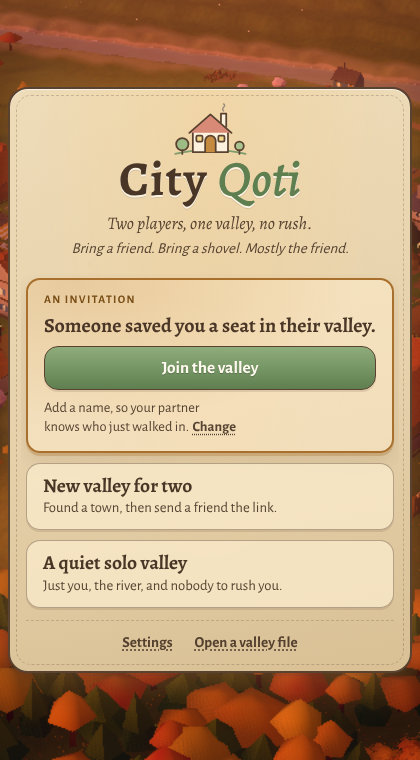 City Qoti
Two players, one valley, no rush.
Bring a friend. Bring a shovel. Mostly the friend.
AN INVITATION
Someone saved you a seat in their valley.
Join the valley
Add a name, so your partner
knows who just walked in. Change
New valley for two
Found a town, then send a friend the link.
A quiet solo valley
Just you, the river, and nobody to rush you.
Settings Open a valley file